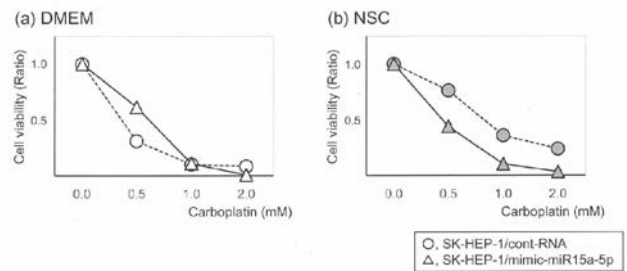 (a) DMEM
(b) NSC
Cell viability (Ratio)
1.0
0.5
0.0 0.5 1.0 2.0
Carboplatin (mM)
Cell viability (Ratio)
1.0
0.5
0.0 0.5 1.0 2.0
Carboplatin (mM)
, SK-HEP-1/cont-RNA
, SK-HEP-1/mimic-miR15a-5p